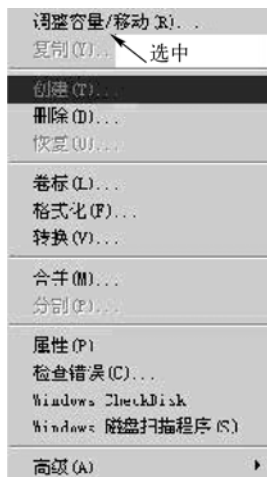 调整容量/移动(R)...
复制(Y)...
选中
创建(T)...
删除(D)...
恢复(U)...
卷标(L)...
格式化(F)...
转换(V)...
合并(M)...
分割(P)...
属性(P)
检查错误(C)...
Windows CheckDisk
Windows 磁盘扫描程序(S)
高级(A)